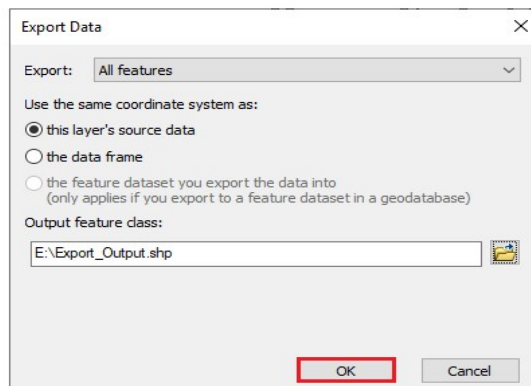 Export Data
Export: All features
Use the same coordinate system as:
this layer's source data
the data frame
the feature dataset you export the data into
(only applies if you export to a feature dataset in a geodatabase)
Output feature class:
E:\Export_Output.shp
OK Cancel